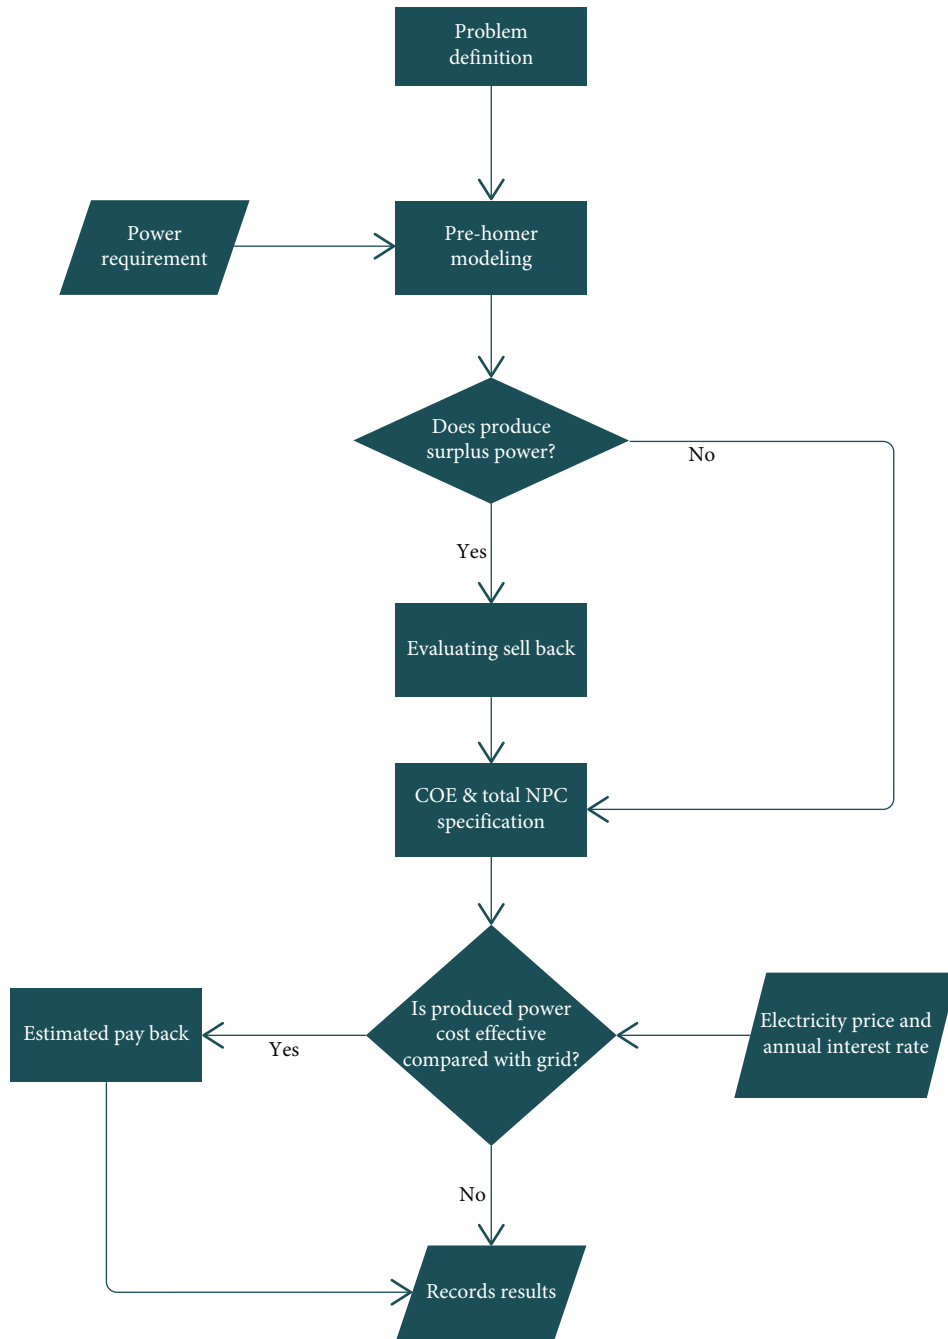 Problem
definition
Power
requirement
Pre-homer
modeling
Does produce
surplus power?
No
Yes
Evaluating sell back
COE & total NPC
specification
Is produced power
cost effective
compared with grid?
Estimated pay back
Yes
Electricity price and
annual interest rate
No
Records results